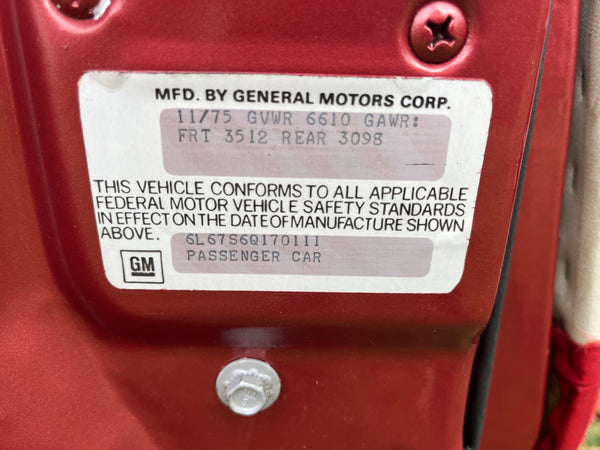 MFD. BY GENERAL MOTORS CORP.
11/75 GVWR 6610 GAWR:
FRT 3512 REAR 3098
THIS VEHICLE CONFORMS TO ALL APPLICABLE
FEDERAL MOTOR VEHICLE SAFETY STANDARDS
IN EFFECT ON THE DATE OF MANUFACTURE SHOWN
ABOVE.
6L67S6Q170111
PASSENGER CAR
GM